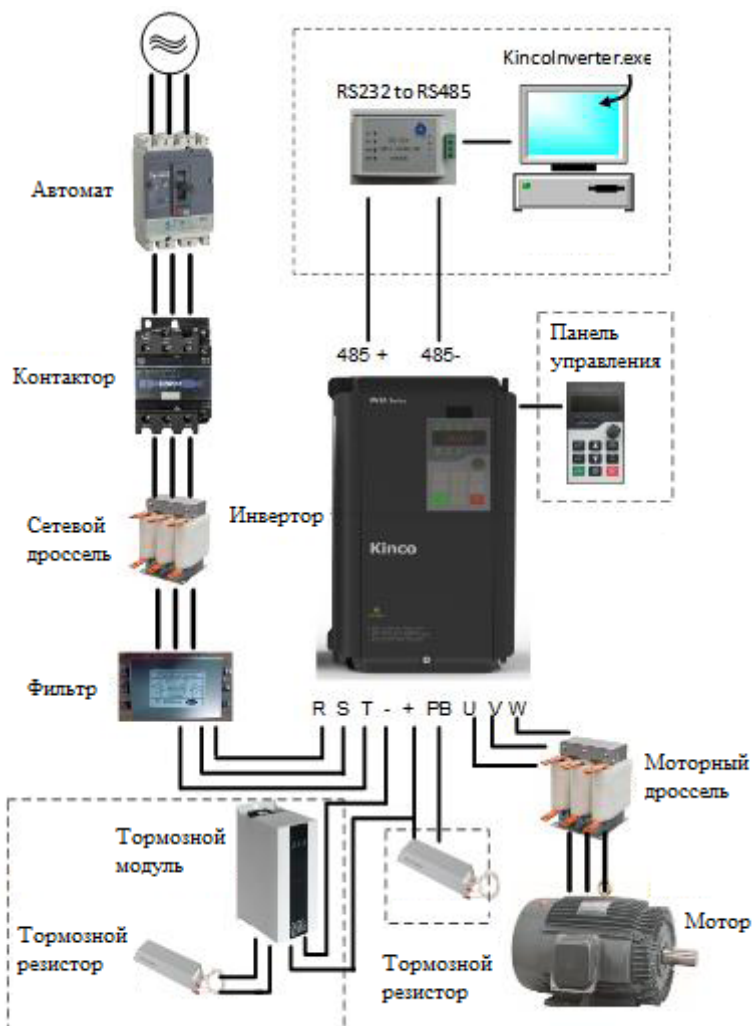 KincoInverter.exe
RS232 to RS485
Автомат
485 +
485-
Панель
управления
Контактор
Инвертор
Kinco
Сетевой
дроссель
Фильтр
R S T - + PB U V W
Моторный
дроссель
Тормозной
модуль
Тормозной
резистор
Тормозной
резистор
Мотор